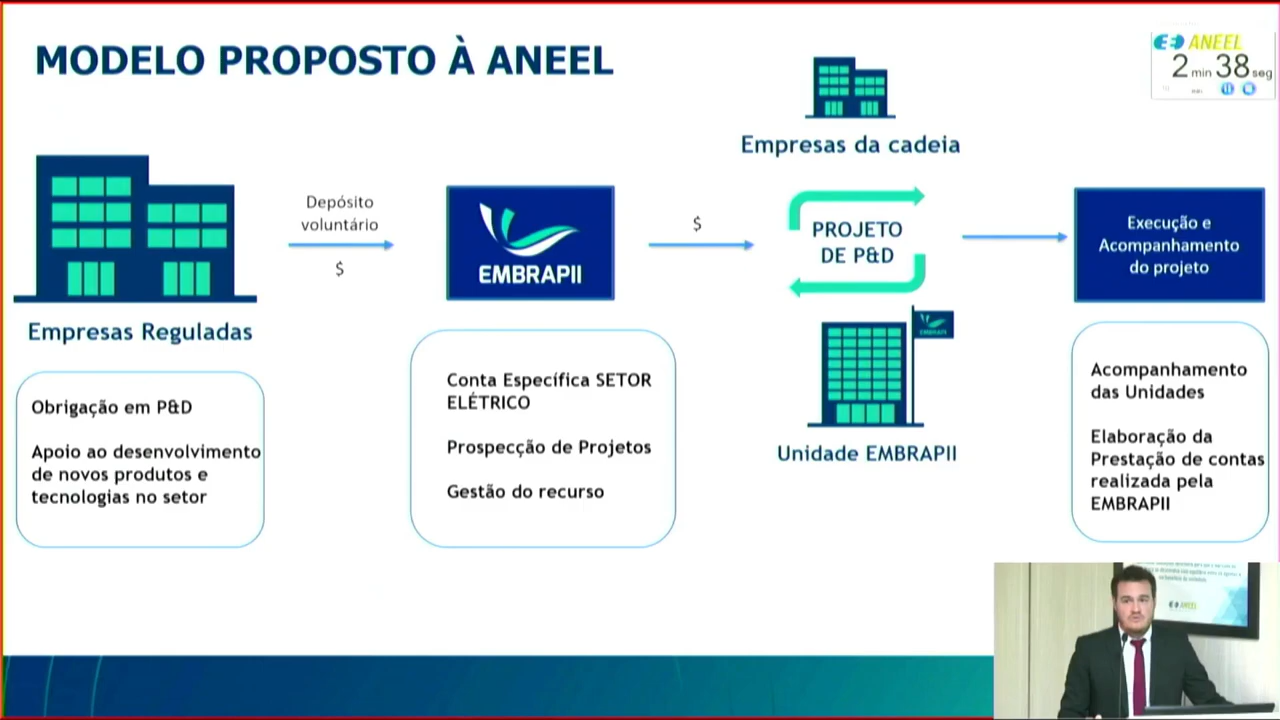 MODELO PROPOSTO À ANEEL
ANEEL
2 min 38 seg
Empresas da cadeia
Depósito
voluntário
$
EMBRAPII
$
PROJETO
DE P&D
Execução e
Acompanhamento
do projeto
Empresas Reguladas
Obrigação em P&D
Apoio ao desenvolvimento
de novos produtos e
tecnologias no setor
Conta Específica SETOR
ELÉTRICO
Prospecção de Projetos
Gestão do recurso
EMBRAPII
Unidade EMBRAPII
Acompanhamento
das Unidades
Elaboração da
Prestação de contas
realizada pela
EMBRAPII
ANEEL